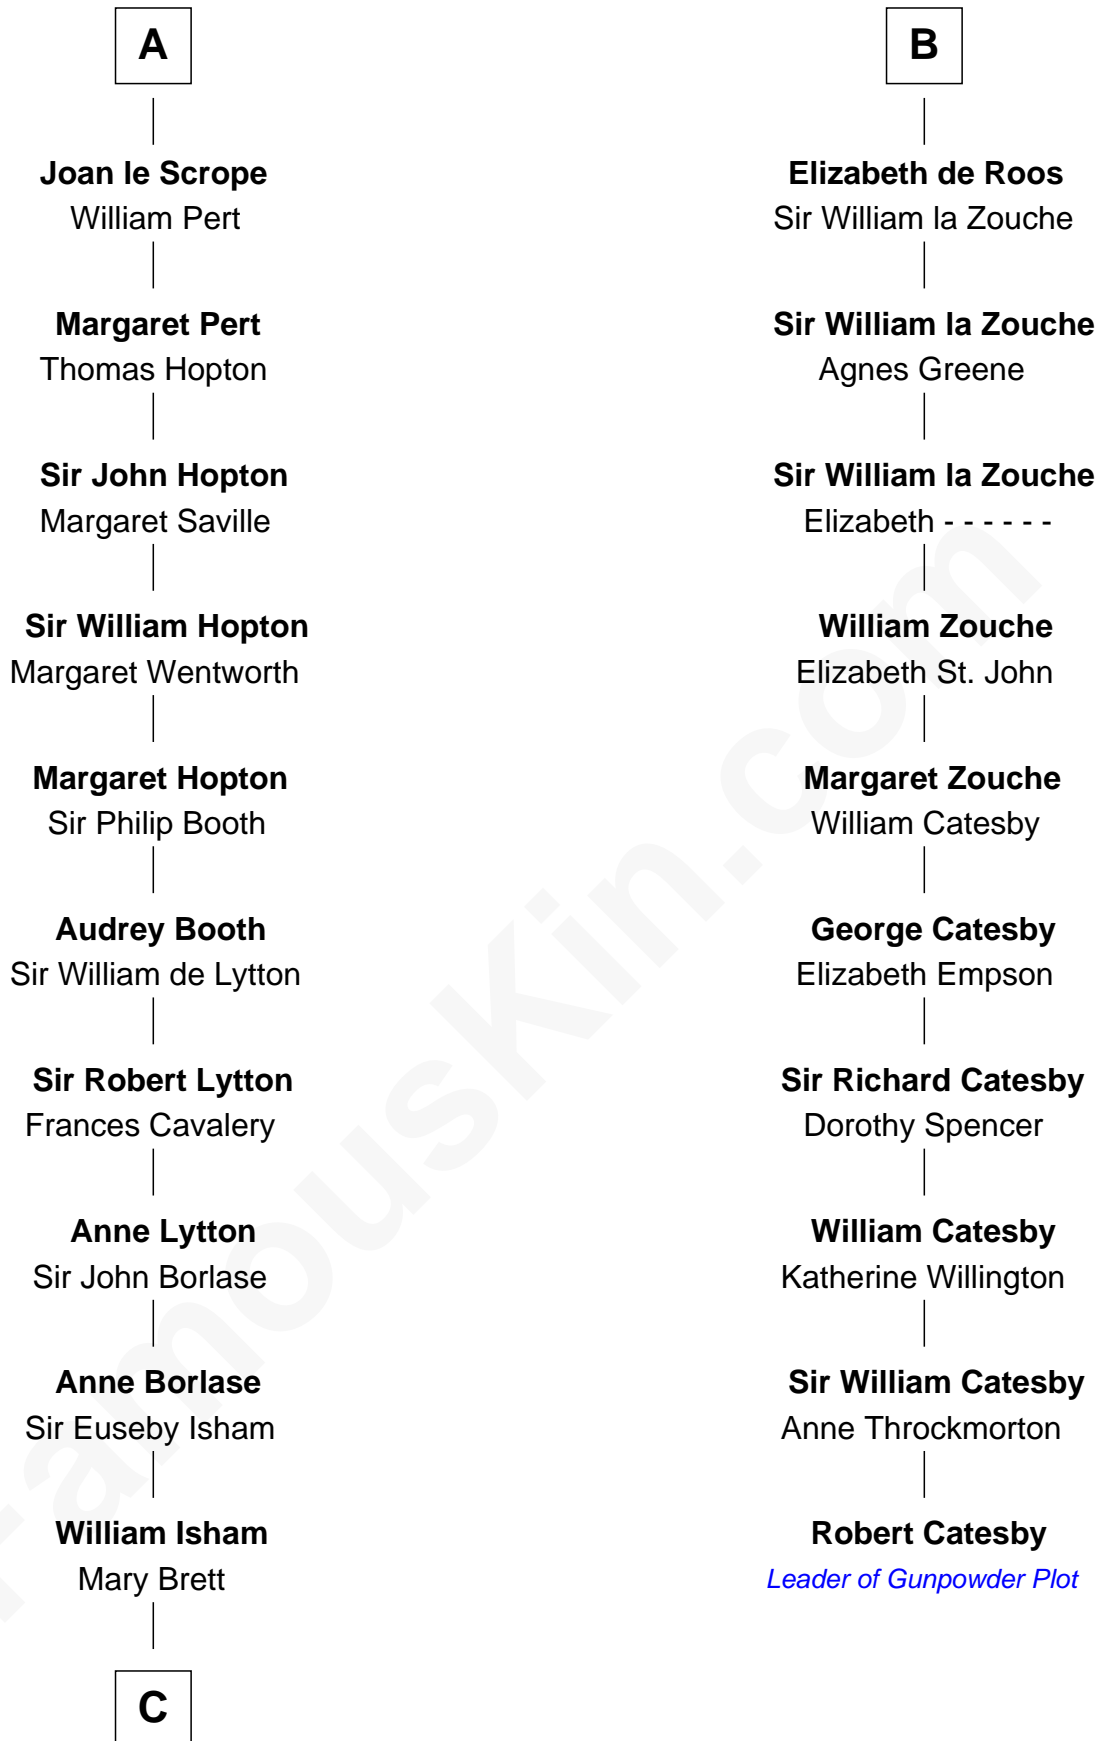 A
Joan le Scrope
William Pert
Margaret Pert
Thomas Hopton
Sir John Hopton
Margaret Saville
Sir William Hopton
Margaret Wentworth
Margaret Hopton
Sir Philip Booth
Audrey Booth
Sir William de Lytton
Sir Robert Lytton
Frances Cavalery
Anne Lytton
Sir John Borlase
Anne Borlase
Sir Euseby Isham
William Isham
Mary Brett
C
B
Elizabeth de Roos
Sir William la Zouche
Sir William la Zouche
Agnes Greene
Sir William la Zouche
Elizabeth - - - - - -
William Zouche
Elizabeth St. John
Margaret Zouche
William Catesby
George Catesby
Elizabeth Empson
Sir Richard Catesby
Dorothy Spencer
William Catesby
Katherine Willington
Sir William Catesby
Anne Throckmorton
Robert Catesby
Leader of Gunpowder Plot
FamousKin.com